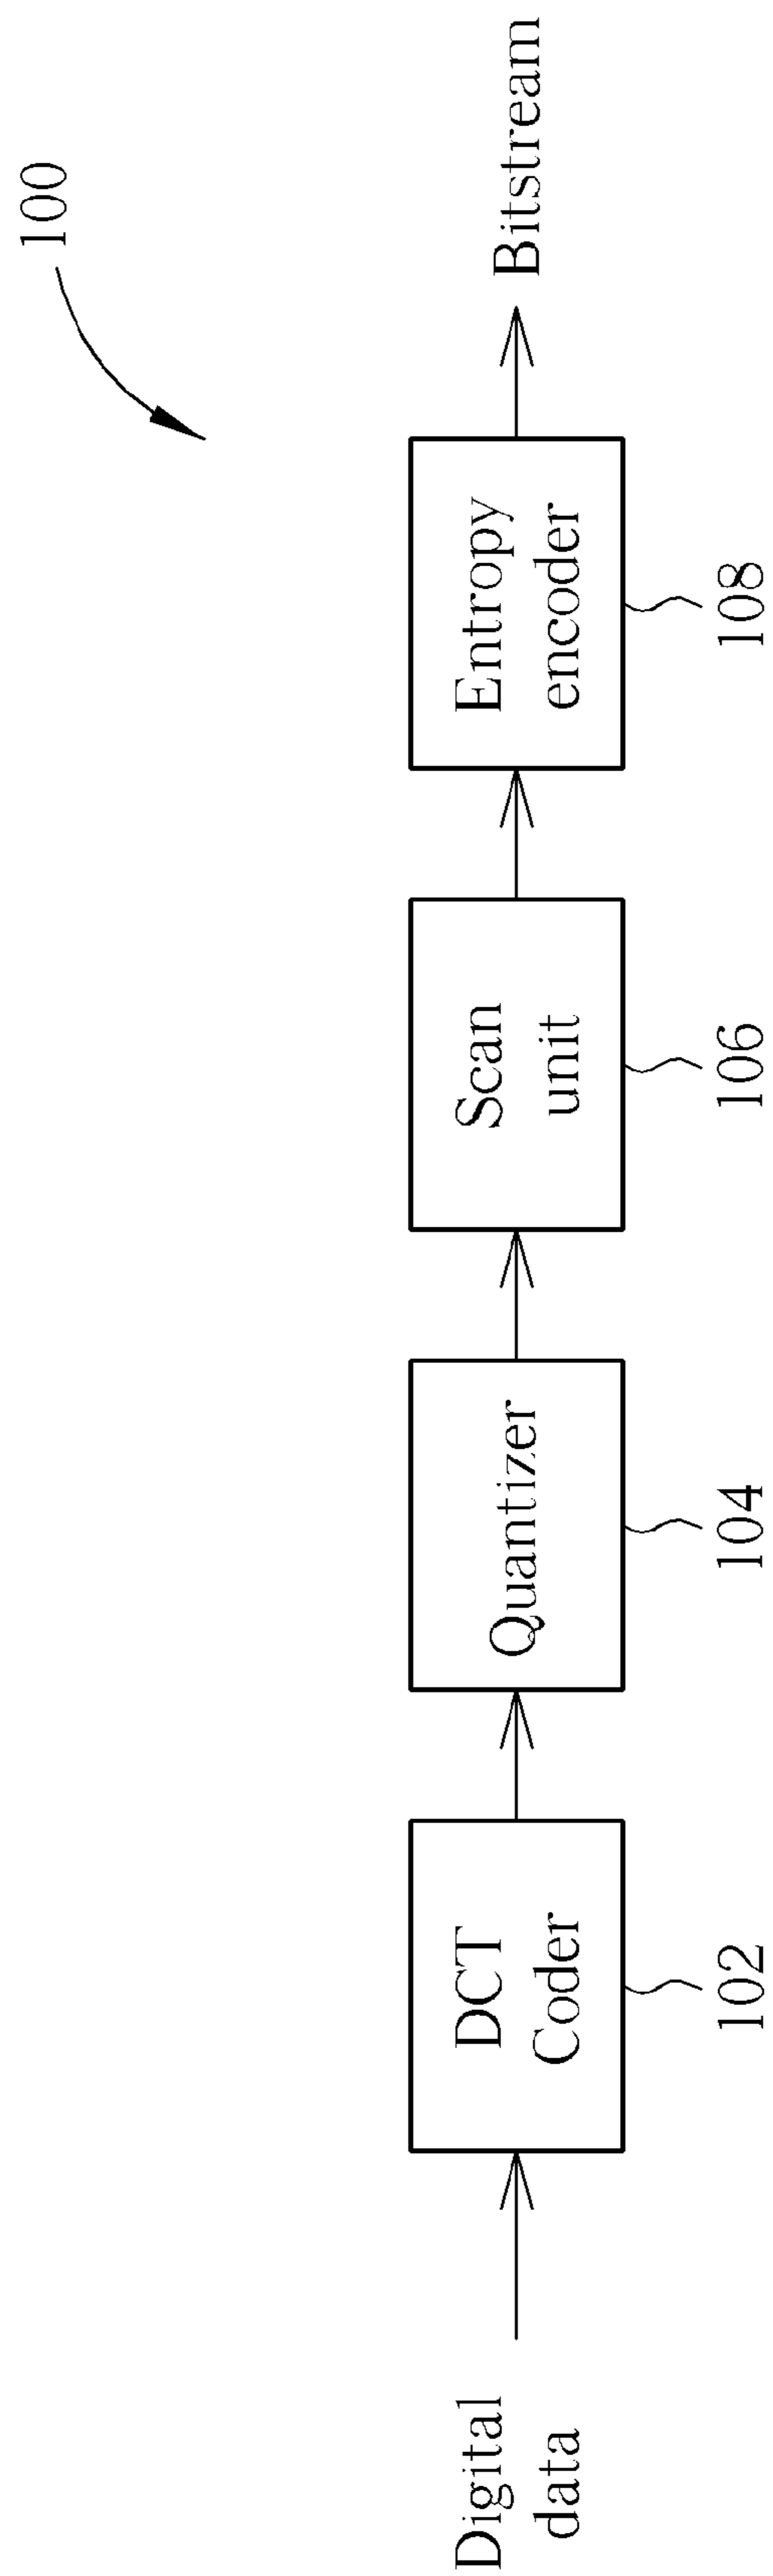 100
Digital
data
DCT
Coder
Quantizer
Scan
unit
Entropy
encoder
Bitstream
102
104
106
108